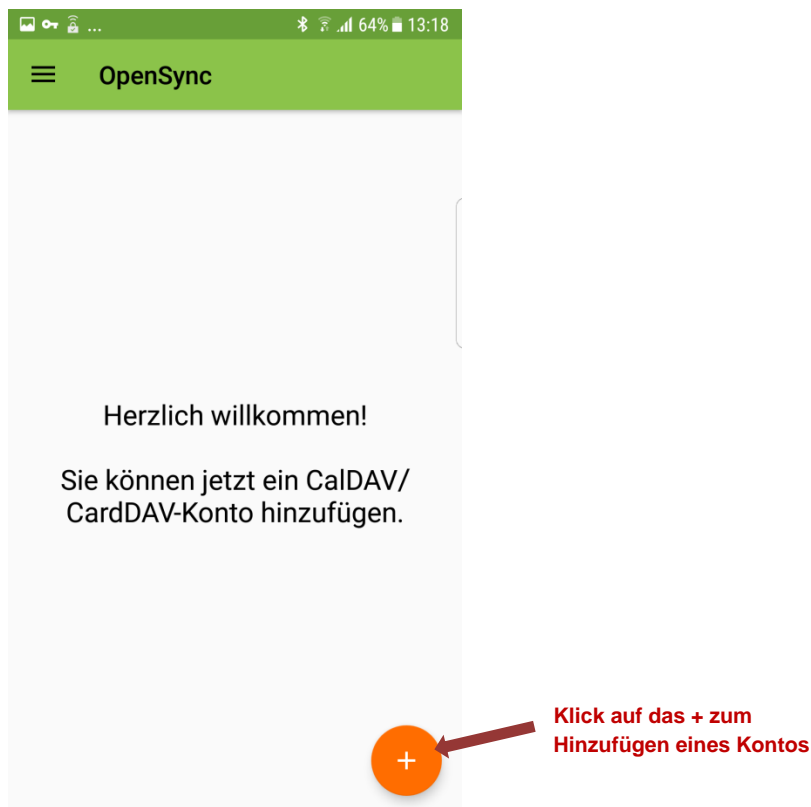 ... 64% 13:18
OpenSync
Herzlich willkommen!
Sie können jetzt ein CalDAV/
CardDAV-Konto hinzufügen.
+
Klick auf das + zum
Hinzufügen eines Kontos